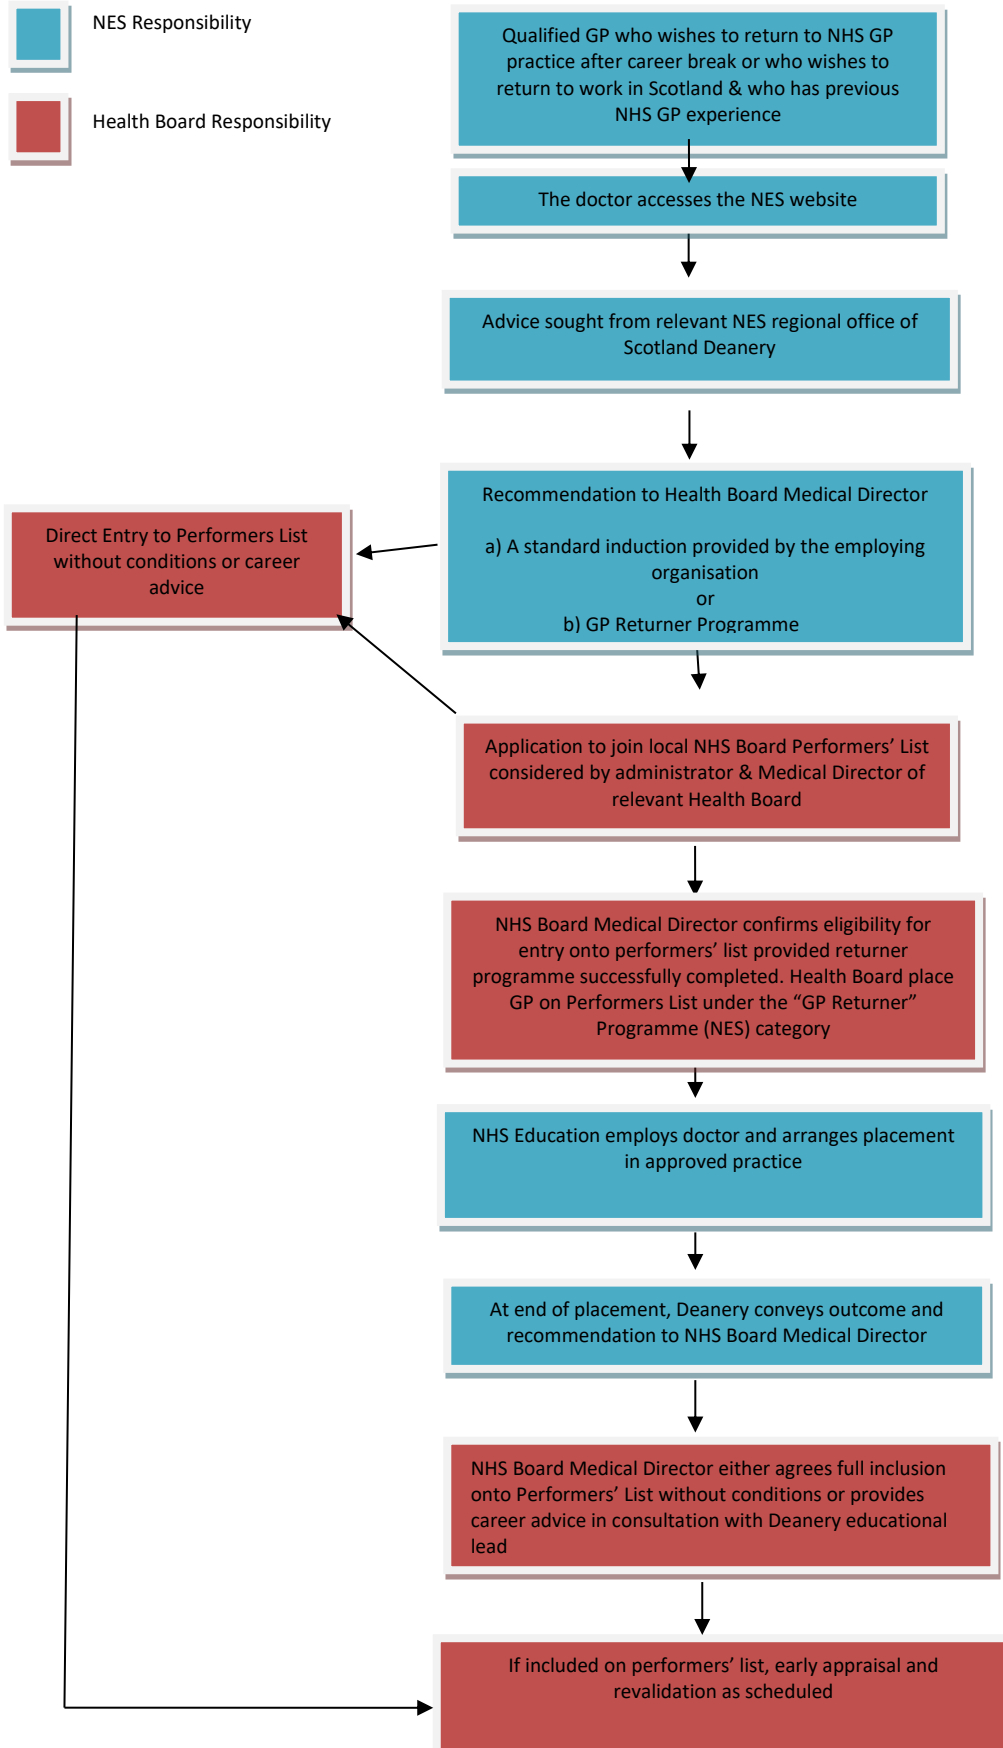 NES Responsibility
Health Board Responsibility
Qualified GP who wishes to return to NHS GP
practice after career break or who wishes to
return to work in Scotland & who has previous
NHS GP experience
The doctor accesses the NES website
Advice sought from relevant NES regional office of
Scotland Deanery
Recommendation to Health Board Medical Director
a) A standard induction provided by the employing
organisation
or
b) GP Returner Programme
Direct Entry to Performers List
without conditions or career
advice
Application to join local NHS Board Performers’ List
considered by administrator & Medical Director of
relevant Health Board
NHS Board Medical Director confirms eligibility for
entry onto performers’ list provided returner
programme successfully completed. Health Board place
GP on Performers List under the “GP Returner”
Programme (NES) category
NHS Education employs doctor and arranges placement
in approved practice
At end of placement, Deanery conveys outcome and
recommendation to NHS Board Medical Director
NHS Board Medical Director either agrees full inclusion
onto Performers’ List without conditions or provides
career advice in consultation with Deanery educational
lead
If included on performers’ list, early appraisal and
revalidation as scheduled